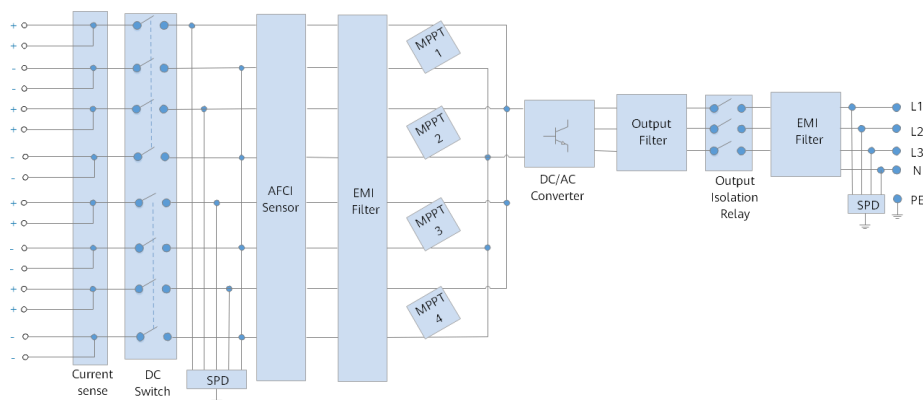 +
+
-
-
+
+
-
-
+
+
-
-
+
+
-
-
Current
sense
DC
Switch
SPD
AFCI
Sensor
EMI
Filter
MPPT
1
MPPT
2
MPPT
3
MPPT
4
DC/AC
Converter
Output
Filter
Output
Isolation
Relay
EMI
Filter
SPD
L1
L2
L3
N
PE